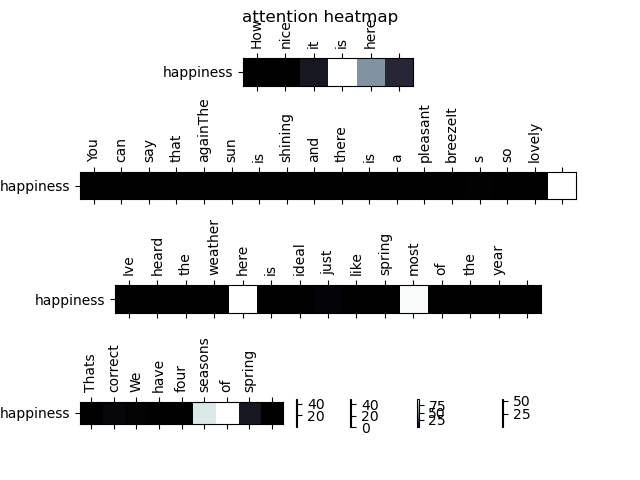 attention heatmap
How nice it is here
happiness
You can say that againThe sun is shining and there is a pleasant breezeIt s so lovely
happiness
Ive heard the weather here is ideal just like spring most of the year
happiness
Thats correct We have four seasons of spring
happiness
40
20
40
20
0
75
50
25
50
25